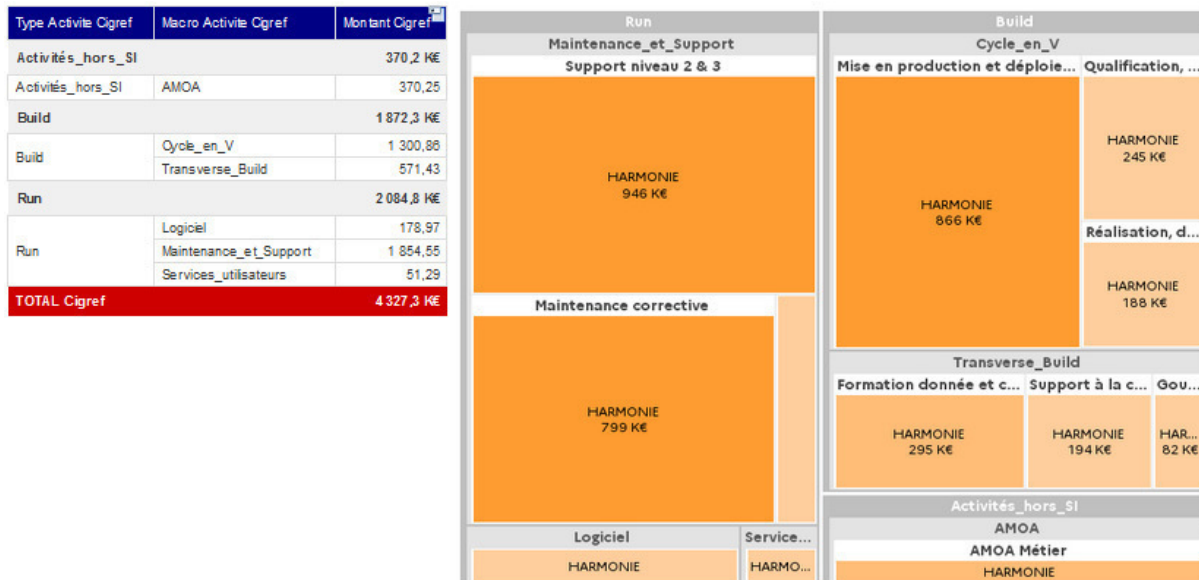 Type Activite Cigref Macro Activite Cigref Montant Cigref
Activités_hors_SI 370,2 K€
Activités_hors_SI AMOA 370,25
Build 1 872,3 K€
Build
Cycle_en_V 1 300,86
Transverse_Build 571,43
Run 2 084,8 K€
Run
Logiciel 178,97
Maintenance_et_Support 1 854,55
Services_utilisateurs 51,29
TOTAL Cigref 4 327,3 K€
Run
Maintenance_et_Support
Support niveau 2 & 3
HARMONIE
946 K€
Maintenance corrective
HARMONIE
799 K€
Logiciel
HARMONIE
Service...
HARMO...
Build
Cycle_en_V
Mise en production et déploie...
HARMONIE
866 K€
Qualification, ...
HARMONIE
245 K€
Réalisation, d...
HARMONIE
188 K€
Transverse_Build
Formation donnée et c...
HARMONIE
295 K€
Support à la c...
HARMONIE
194 K€
Gou...
HAR...
82 K€
Activités_hors_SI
AMOA
AMOA Métier
HARMONIE